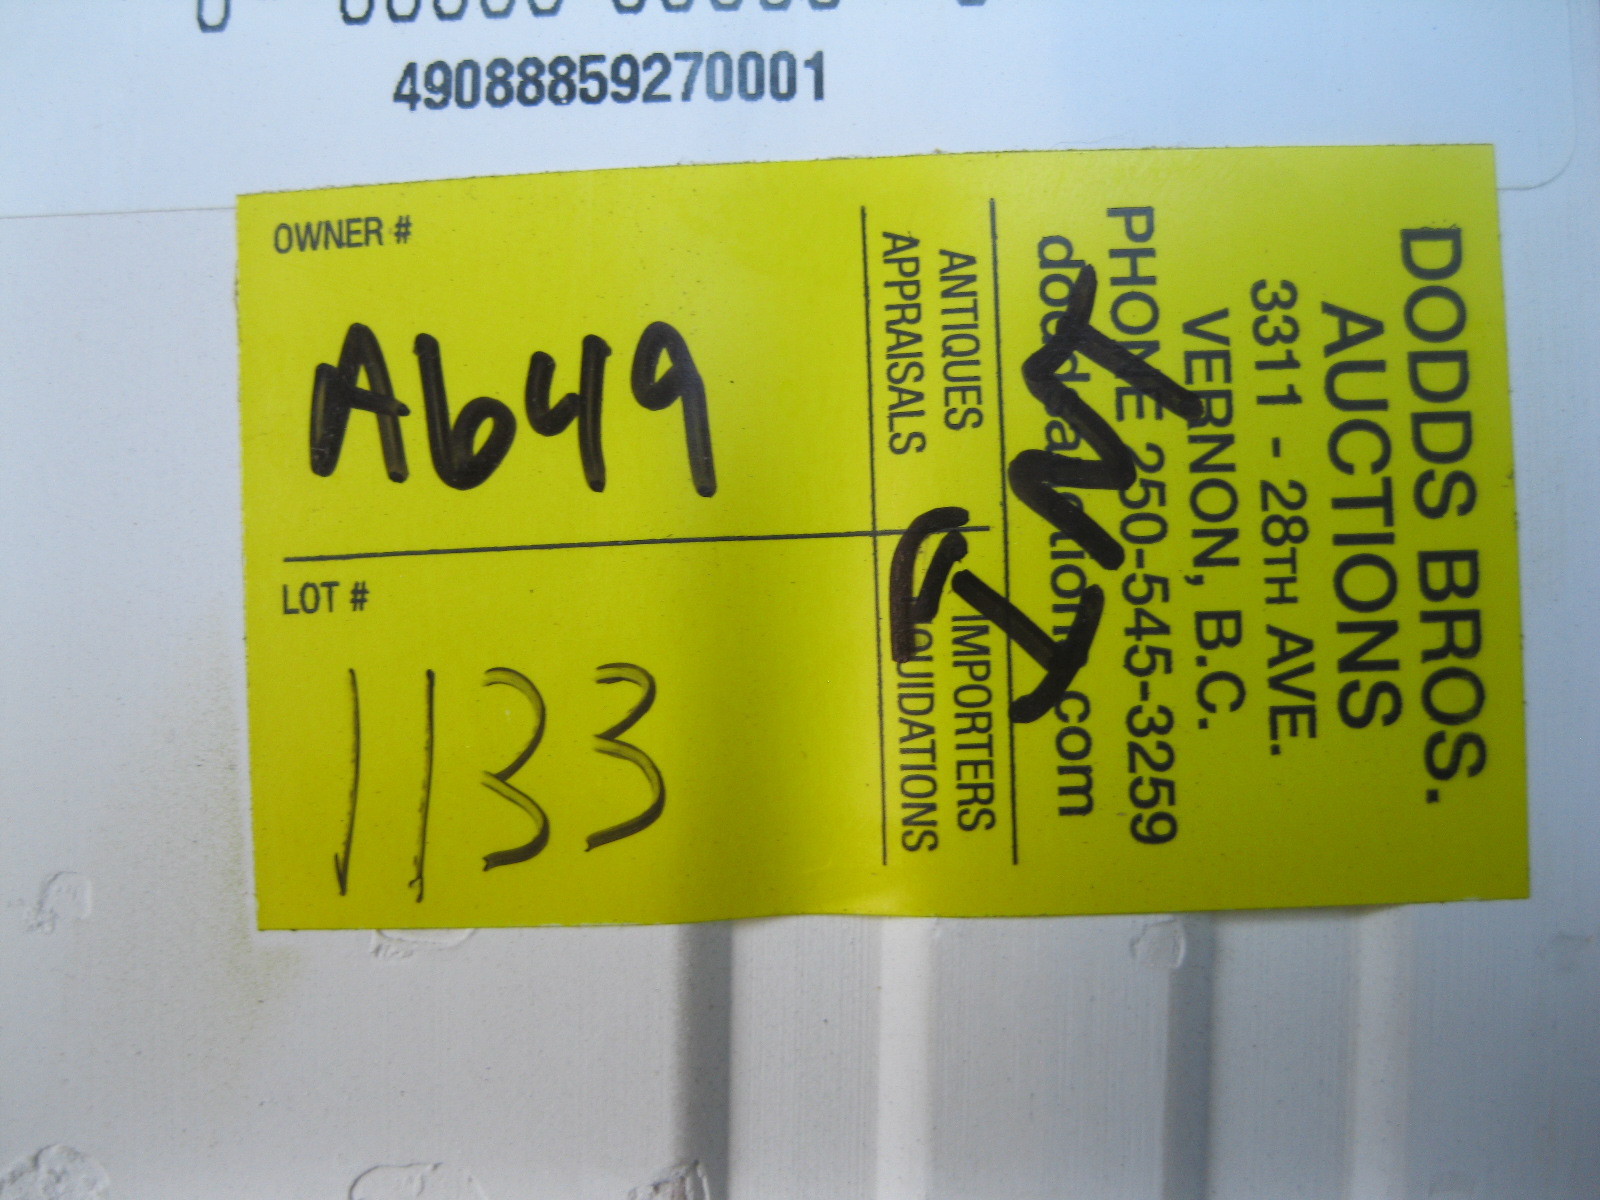 49088859270001
OWNER #
A649
LOT #
1133
DODDS BROS.
AUCTIONS
3311 - 28TH AVE.
VERNON, B.C.
PHONE 250-545-3259
doddsauction.com
ANTIQUES IMPORTERS
APPRAISALS LIQUIDATIONS